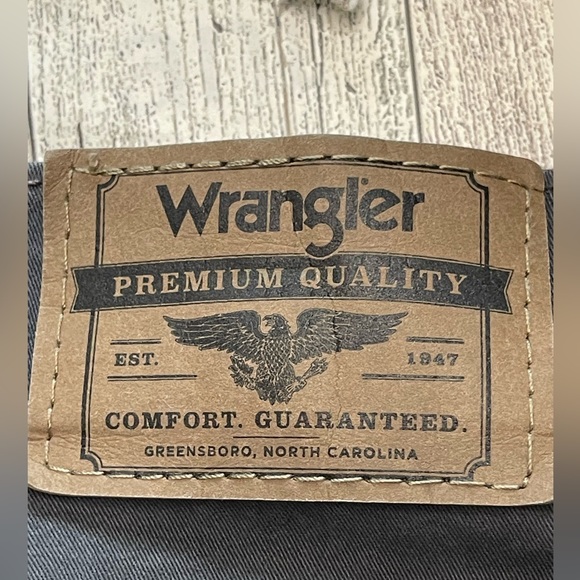 Wrangler
PREMIUM QUALITY
EST. 1947
COMFORT. GUARANTEED.
GREENSBORO, NORTH CAROLINA